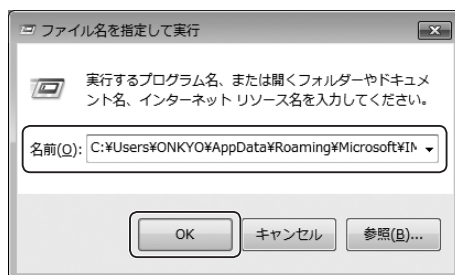 ファイル名を指定して実行
実行するプログラム名、または開くフォルダーやドキュメ
ント名、インターネット リソース名を入力してください。
名前(O): C:¥Users¥ONKYO¥AppData¥Roaming¥Microsoft¥
OK キャンセル 参照(B)...